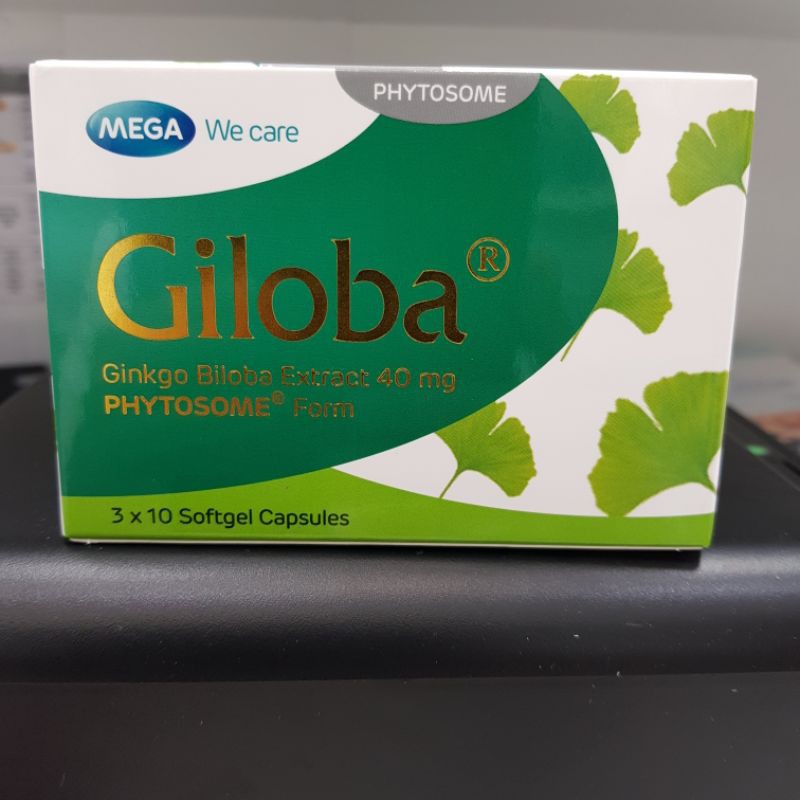 PHYTOSOME
MEGA We care
Giloba®
Ginkgo Biloba Extract 40 mg
PHYTOSOME® Form
3 x 10 Softgel Capsules